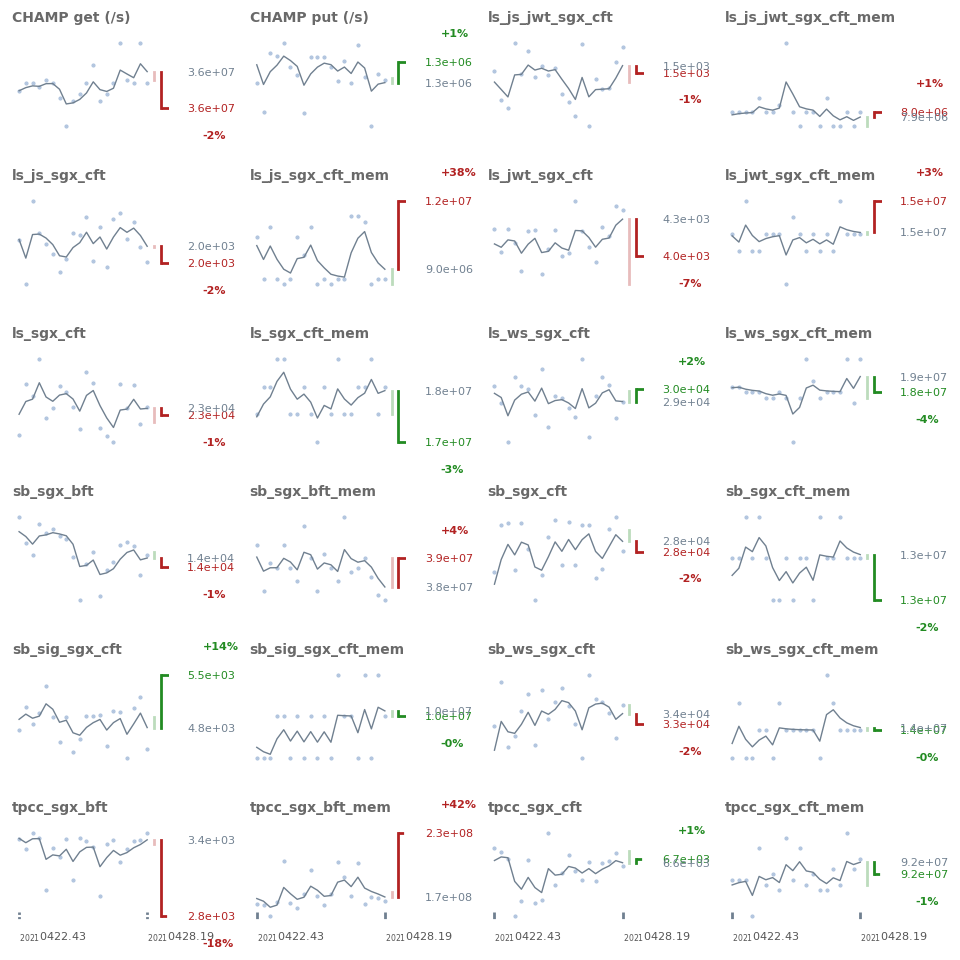 CHAMP get (/s)
3.6e+07
3.6e+07
-2%
CHAMP put (/s)
+1%
1.3e+06
1.3e+06
ls_js_jwt_sgx_cft
1.5e+03
1.5e+03
-1%
ls_js_jwt_sgx_cft_mem
+1%
8.0e+06
7.9e+06
ls_js_sgx_cft
2.0e+03
2.0e+03
-2%
ls_js_sgx_cft_mem
+38%
1.2e+07
9.0e+06
ls_jwt_sgx_cft
4.3e+03
4.0e+03
-7%
ls_jwt_sgx_cft_mem
+3%
1.5e+07
1.5e+07
ls_sgx_cft
2.3e+04
2.3e+04
-1%
ls_sgx_cft_mem
1.8e+07
1.7e+07
-3%
ls_ws_sgx_cft
+2%
3.0e+04
2.9e+04
ls_ws_sgx_cft_mem
1.9e+07
1.8e+07
-4%
sb_sgx_bft
1.4e+04
1.4e+04
-1%
sb_sgx_bft_mem
+4%
3.9e+07
3.8e+07
sb_sgx_cft
2.8e+04
2.8e+04
-2%
sb_sgx_cft_mem
1.3e+07
1.3e+07
-2%
sb_sig_sgx_cft
+14%
5.5e+03
4.8e+03
sb_sig_sgx_cft_mem
1.0e+07
1.0e+07
-0%
sb_ws_sgx_cft
3.4e+04
3.3e+04
-2%
sb_ws_sgx_cft_mem
1.4e+07
1.4e+07
-0%
tpcc_sgx_bft
3.4e+03
2.8e+03
-18%
2021 0422.43
2021 0428.19
tpcc_sgx_bft_mem
+42%
2.3e+08
1.7e+08
2021 0422.43
2021 0428.19
tpcc_sgx_cft
+1%
6.7e+03
6.6e+03
2021 0422.43
2021 0428.19
tpcc_sgx_cft_mem
9.2e+07
9.2e+07
-1%
2021 0422.43
2021 0428.19